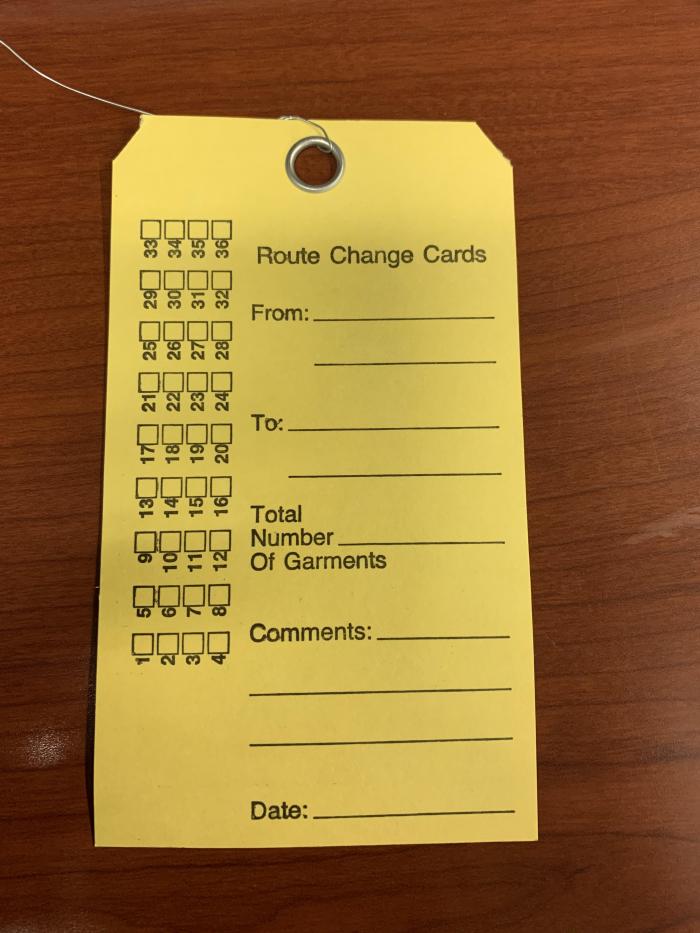 33 34 35 36
29 30 31 32
25 26 27 28
21 22 23 24
17 18 19 20
13 14 15 16
9 10 11 12
5 6 7 8
1 2 3 4
Route Change Cards
From:
To:
Total
Number
Of Garments
Comments:
Date: